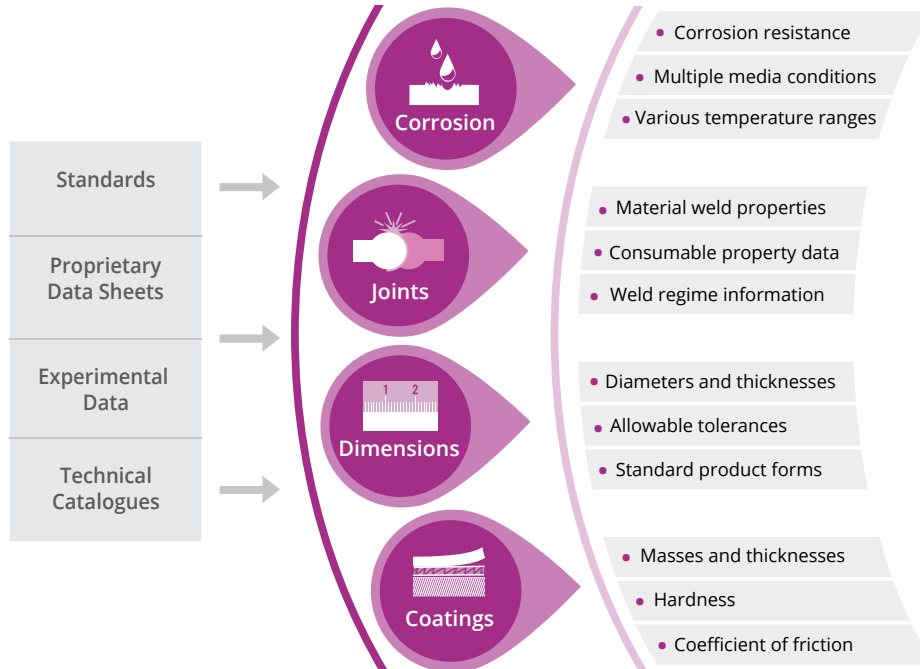 Standards
Proprietary
Data Sheets
Experimental
Data
Technical
Catalogues
Corrosion
Corrosion resistance
Multiple media conditions
Various temperature ranges
Joints
Material weld properties
Consumable property data
Weld regime information
1 2
Dimensions
Diameters and thicknesses
Allowable tolerances
Standard product forms
Coatings
Masses and thicknesses
Hardness
Coefficient of friction